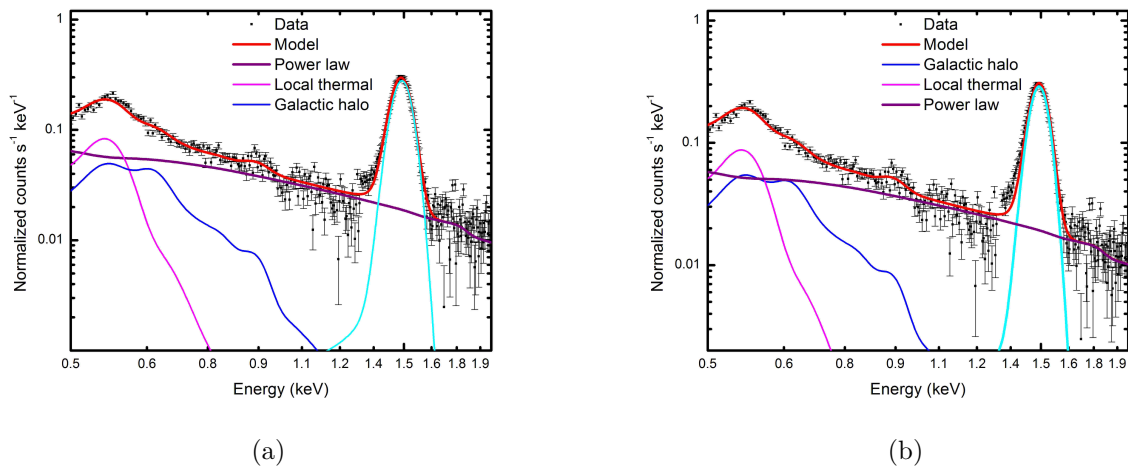 1
0.1
0.01
Normalized counts s⁻¹ keV⁻¹
Data
Model
Power law
Local thermal
Galactic halo
0.5 0.6 0.8 0.9 1.1 1.2 1.4 1.5 1.6 1.8 1.9
Energy (keV)
(a)
1
0.1
0.01
Normalized counts s⁻¹ keV⁻¹
Data
Model
Galactic halo
Local thermal
Power law
0.5 0.6 0.8 0.9 1.1 1.2 1.4 1.5 1.6 1.8 1.9
Energy (keV)
(b)